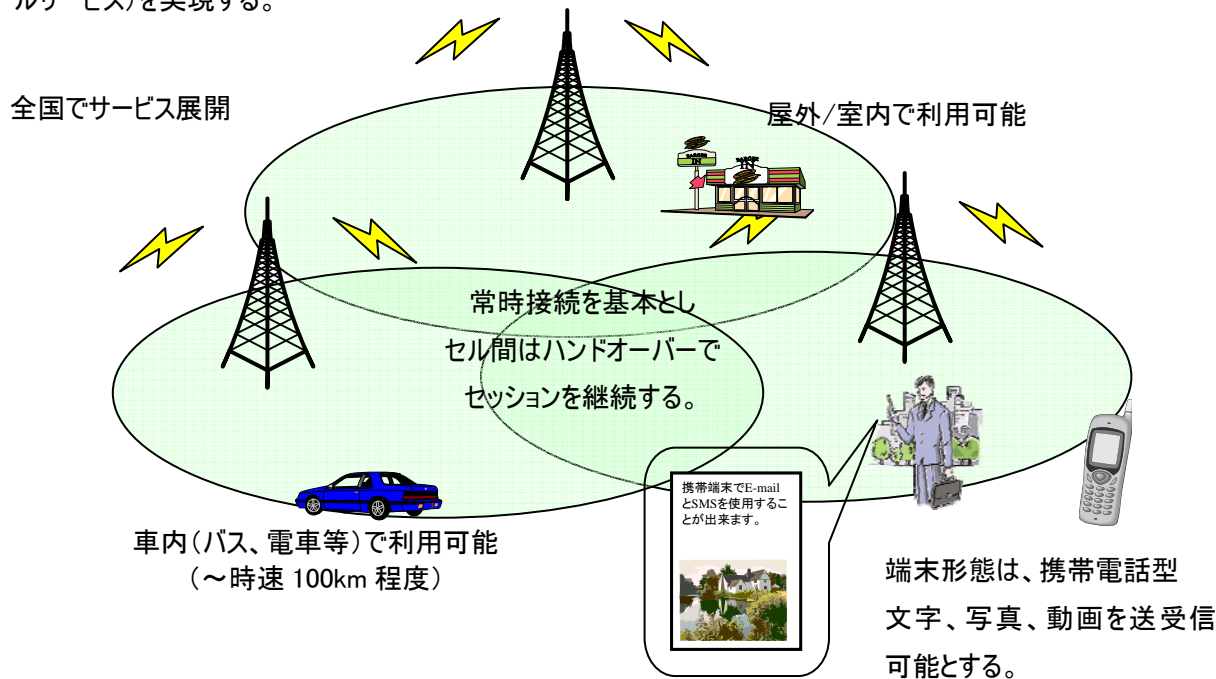 ルサービス)を実現する。
全国でサービス展開
屋外/室内で利用可能
IN
IN
常時接続を基本とし
セル間はハンドオーバーで
セッションを継続する。
携帯端末でE-mail
とSMSを使用するこ
とが出来ます。
車内(バス、電車等)で利用可能
(～時速 100km 程度)
端末形態は、携帯電話型
文字、写真、動画を送受信
可能とする。